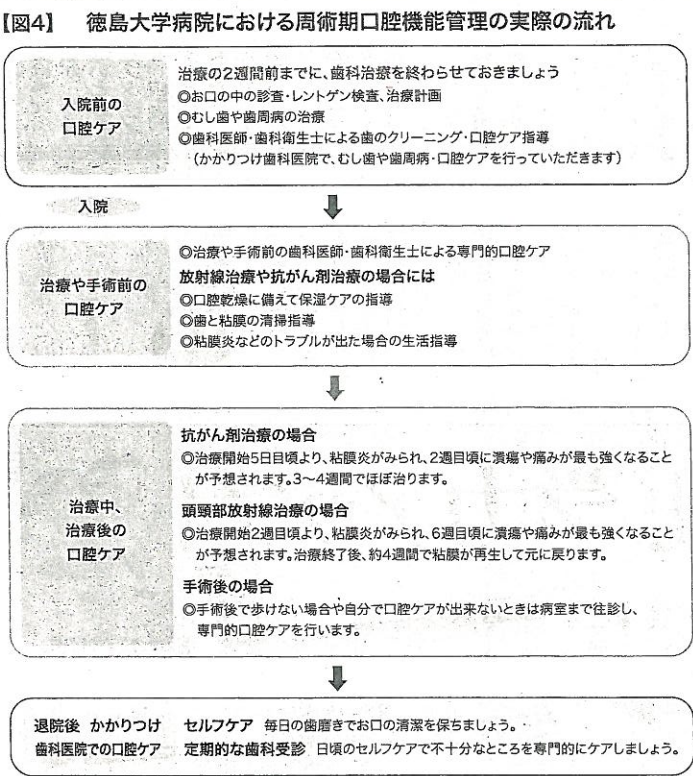 【図4】 徳島大学病院における周術期口腔機能管理の実際の流れ
入院前の
口腔ケア
治療の2週間前までに、歯科治療を終わらせておきましょう
◎お口の中の診査・レントゲン検査、治療計画
◎むし歯や歯周病の治療
◎歯科医師・歯科衛生士による歯のクリーニング・口腔ケア指導
(かかりつけ歯科医院で、むし歯や歯周病・口腔ケアを行っていただきます)
入院
治療や手術前の
口腔ケア
◎治療や手術前の歯科医師・歯科衛生士による専門的口腔ケア
放射線治療や抗がん剤治療の場合には
◎口腔乾燥に備えて保湿ケアの指導
◎歯と粘膜の清掃指導
◎粘膜炎などのトラブルが出た場合の生活指導
治療中、
治療後の
口腔ケア
抗がん剤治療の場合
◎治療開始5日目頃より、粘膜炎がみられ、2週目頃に潰瘍や痛みが最も強くなること
が予想されます。3〜4週間でほぼ治ります。
頭頸部放射線治療の場合
◎治療開始2週目頃より、粘膜炎がみられ、6週目頃に潰瘍や痛みが最も強くなること
が予想されます。治療終了後、約4週間で粘膜が再生して元に戻ります。
手術後の場合
◎手術後で歩けない場合や自分で口腔ケアが出来ないときは病室まで往診し、
専門的口腔ケアを行います。
退院後 かかりつけ セルフケア 毎日の歯磨きでお口の清潔を保ちましょう。
歯科医院での口腔ケア 定期的な歯科受診 日頃のセルフケアで不十分なところを専門的にケアしましょう。